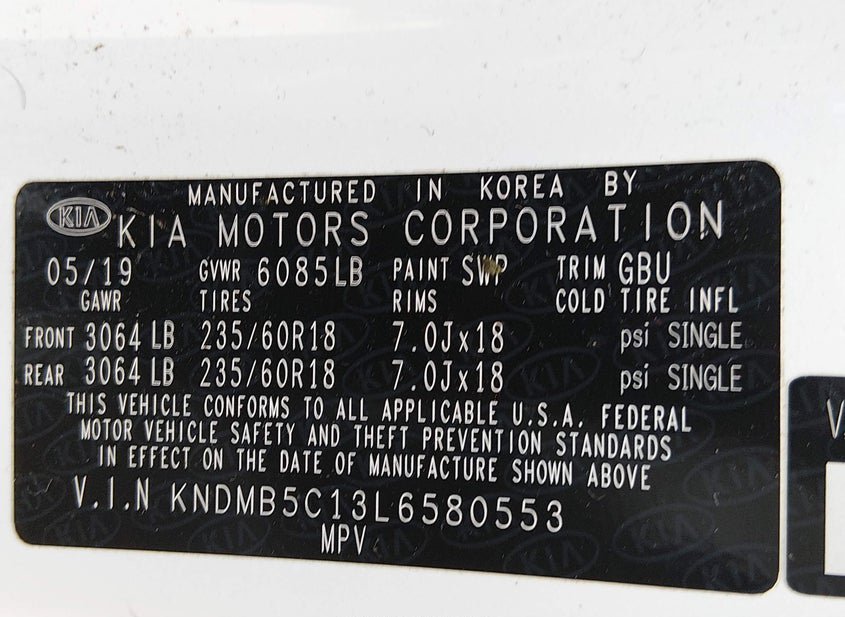 MANUFACTURED IN KOREA BY
KIA KIA MOTORS CORPORATION
05/19 GVWR 6085LB PAINT SWP TRIM GBU
GAWR TIRES RIMS COLD TIRE INFL
FRONT 3064 LB 235/60R18 7.0Jx18 psi SINGLE
REAR 3064 LB 235/60R18 7.0Jx18 psi SINGLE
THIS VEHICLE CONFORMS TO ALL APPLICABLE U.S.A. FEDERAL
MOTOR VEHICLE SAFETY AND THEFT PREVENTION STANDARDS
IN EFFECT ON THE DATE OF MANUFACTURE SHOWN ABOVE
V.I.N KNDMB5C13L6580553
MPV